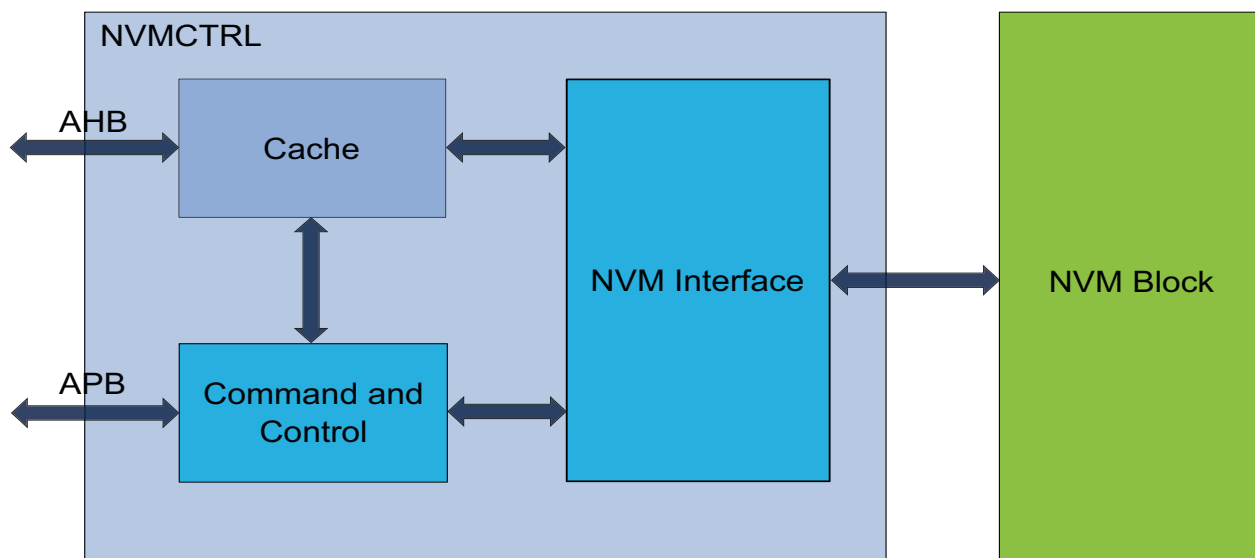 NVMCTRL
AHB
Cache
NVM Interface
NVM Block
APB
Command and
Control